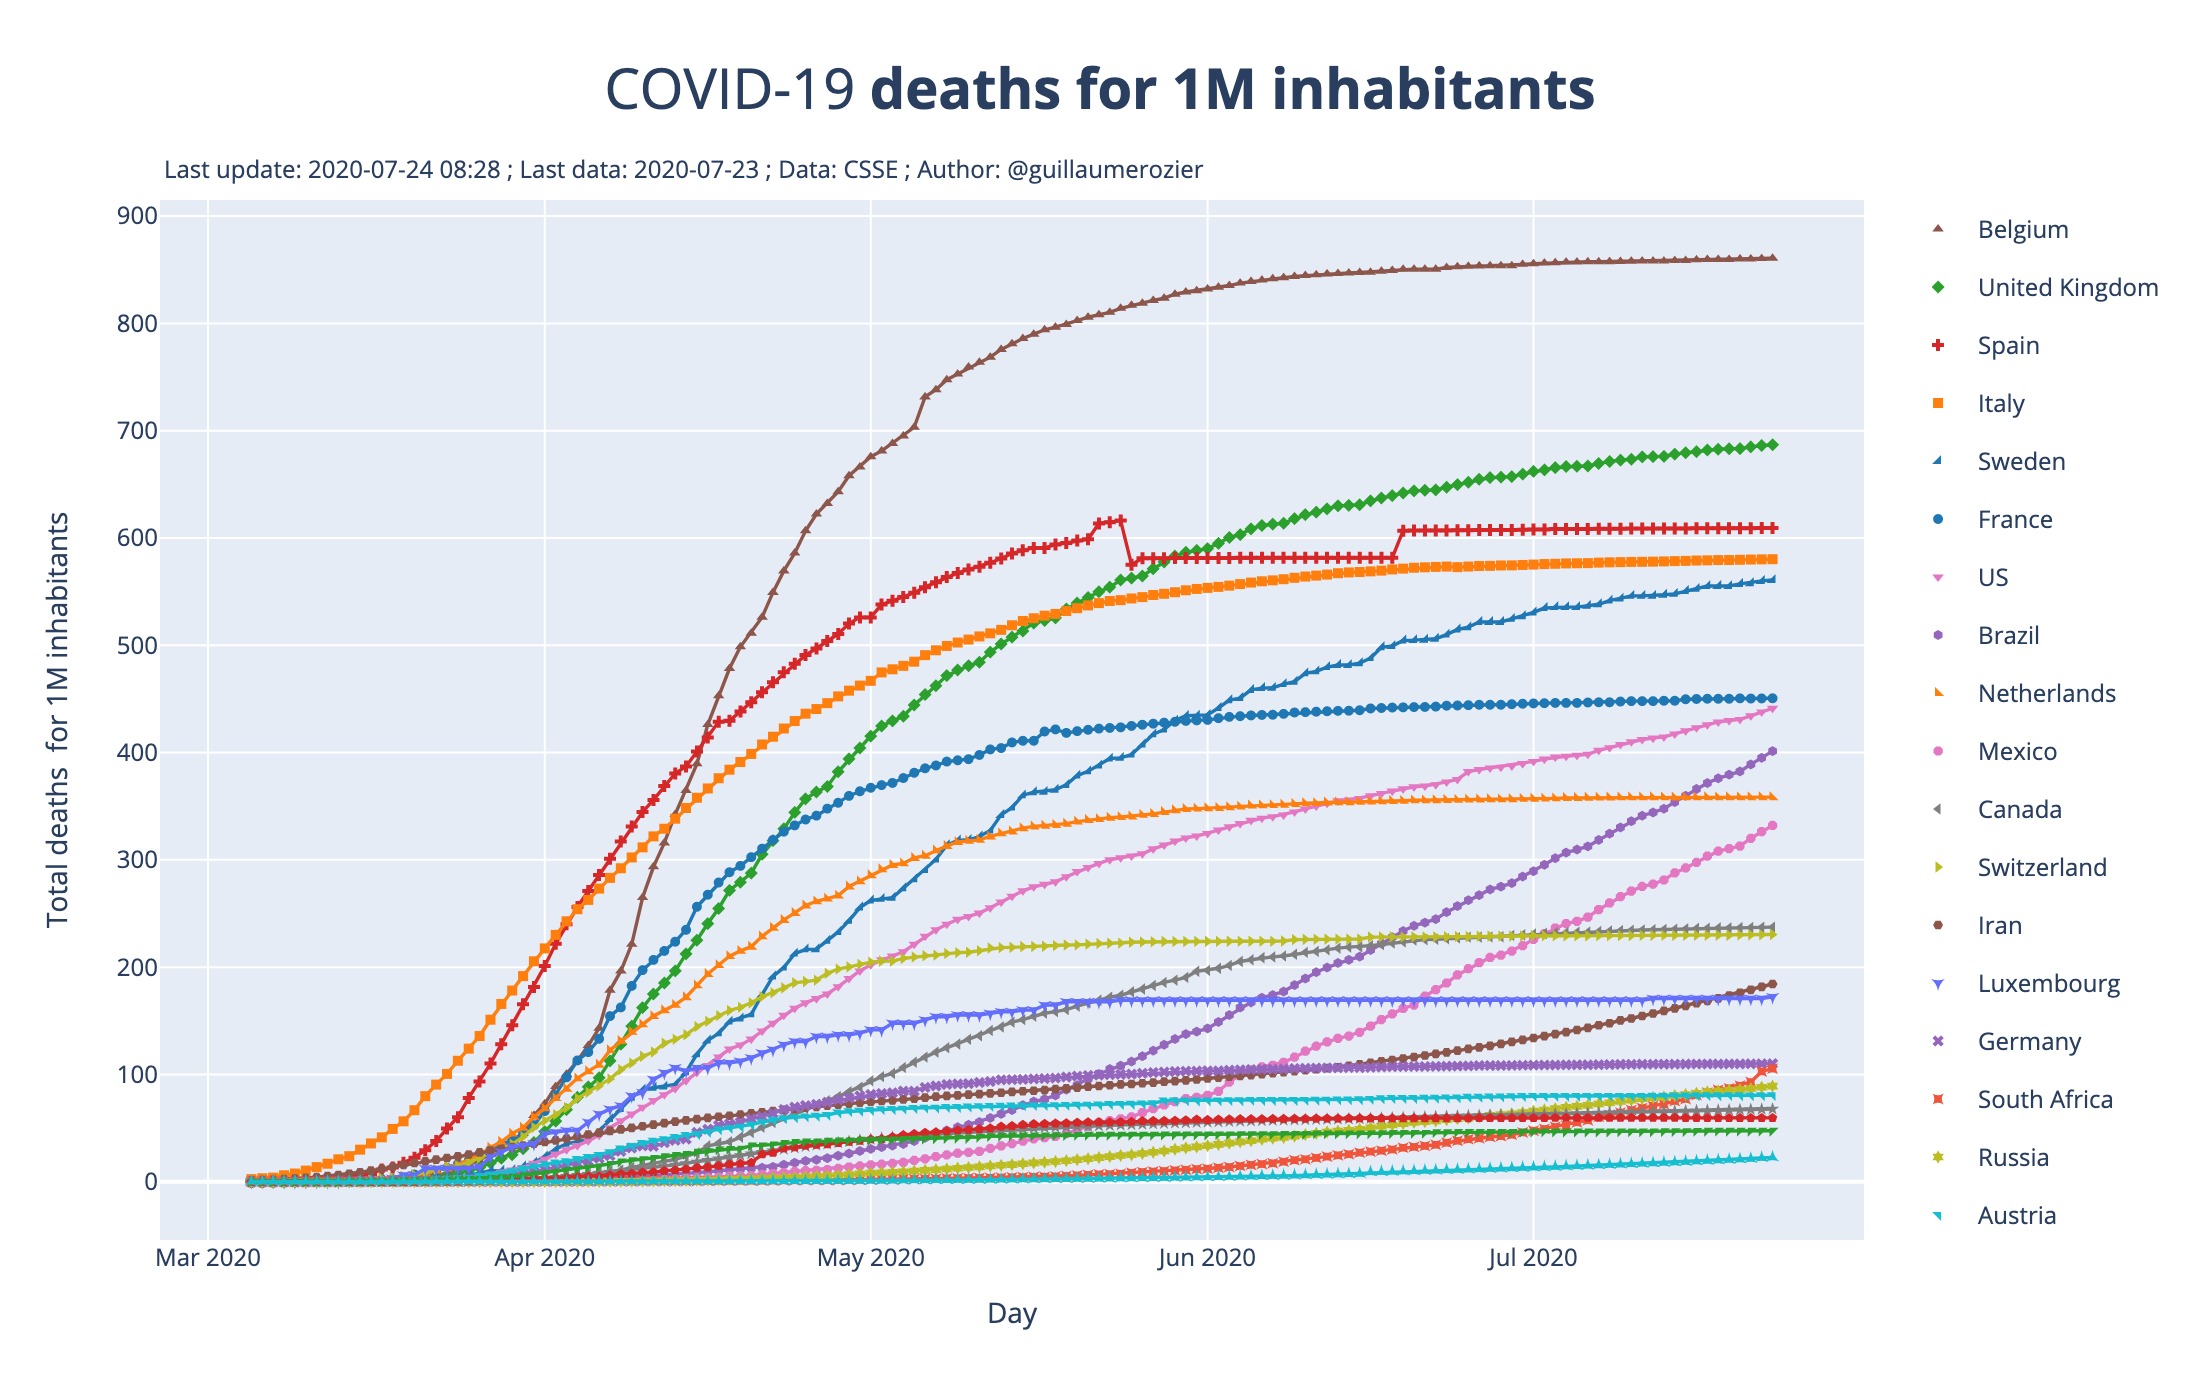 COVID-19 deaths for 1M inhabitants
Last update: 2020-07-24 08:28 ; Last data: 2020-07-23 ; Data: CSSE ; Author: @guillaumerozier
900
800
700
600
500
400
300
200
100
0
Total deaths for 1M inhabitants
Mar 2020
Apr 2020
May 2020
Jun 2020
Jul 2020
Day
Belgium
United Kingdom
Spain
Italy
Sweden
France
US
Brazil
Netherlands
Mexico
Canada
Switzerland
Iran
Luxembourg
Germany
South Africa
Russia
Austria